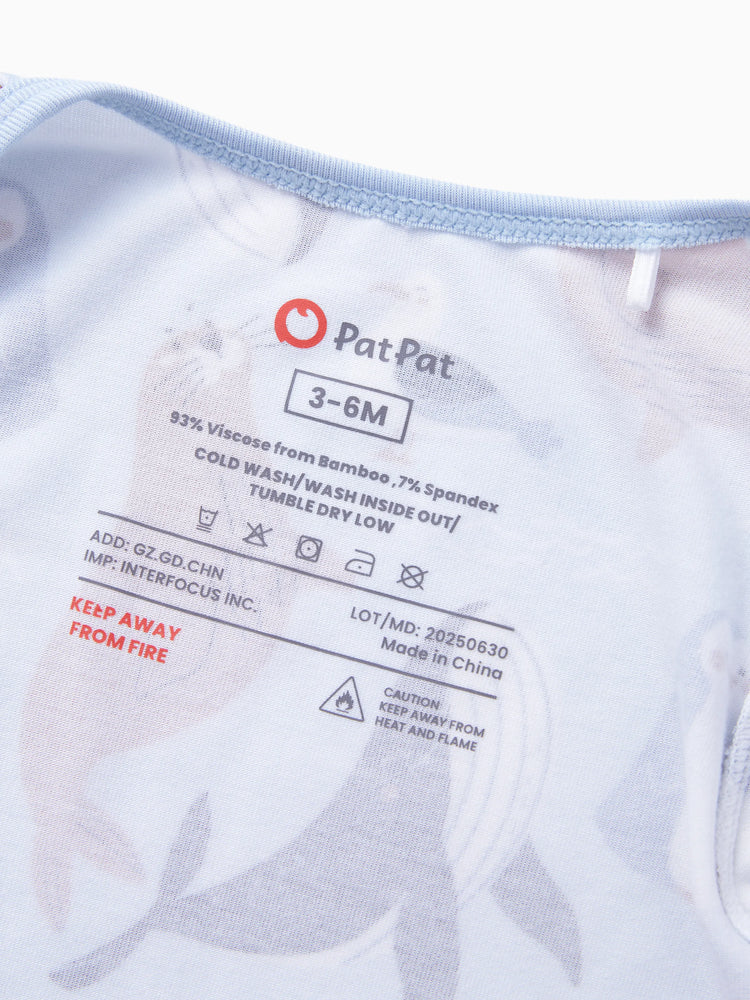 PatPat
3-6M
93% Viscose from Bamboo ,7% Spandex
COLD WASH/WASH INSIDE OUT/
TUMBLE DRY LOW
ADD: GZ.GD.CHN
IMP: INTERFOCUS INC.
LOT/MD: 20250630
Made in China
KEEP AWAY
FROM FIRE
CAUTION
KEEP AWAY FROM
HEAT AND FLAME